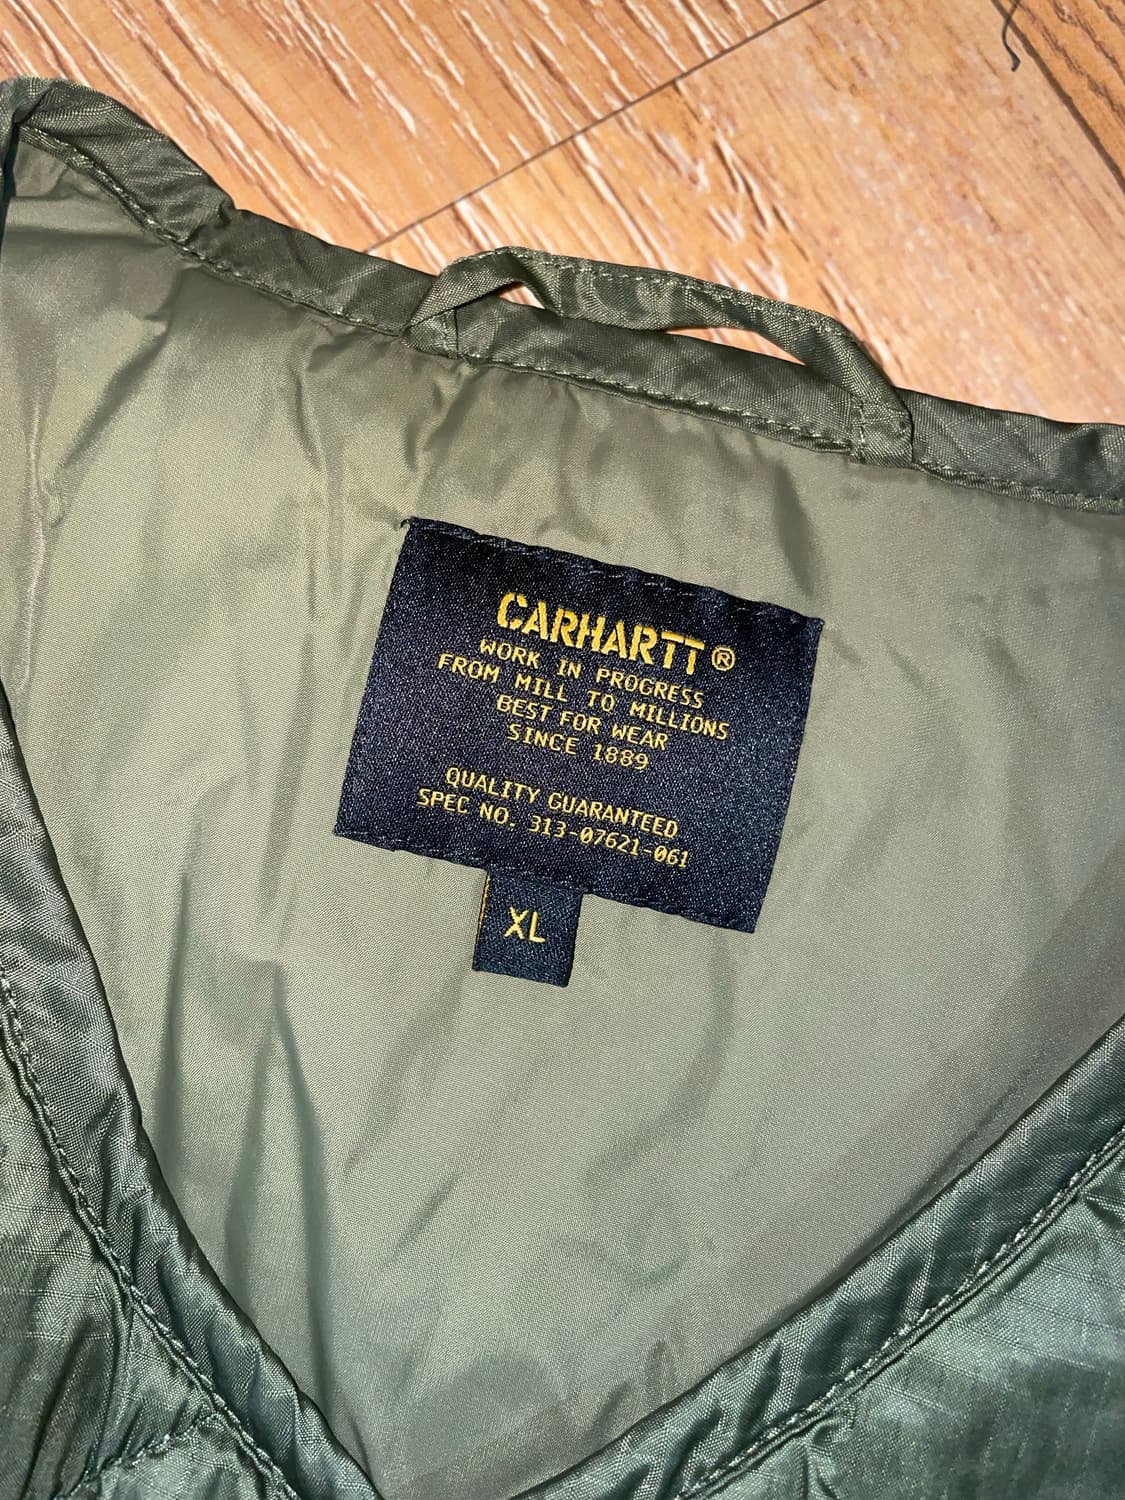 CARHARTT®
WORK IN PROGRESS
FROM MILL TO MILLIONS
BEST FOR WEAR
SINCE 1889
QUALITY GUARANTEED
SPEC NO. 313-07621-061
XL